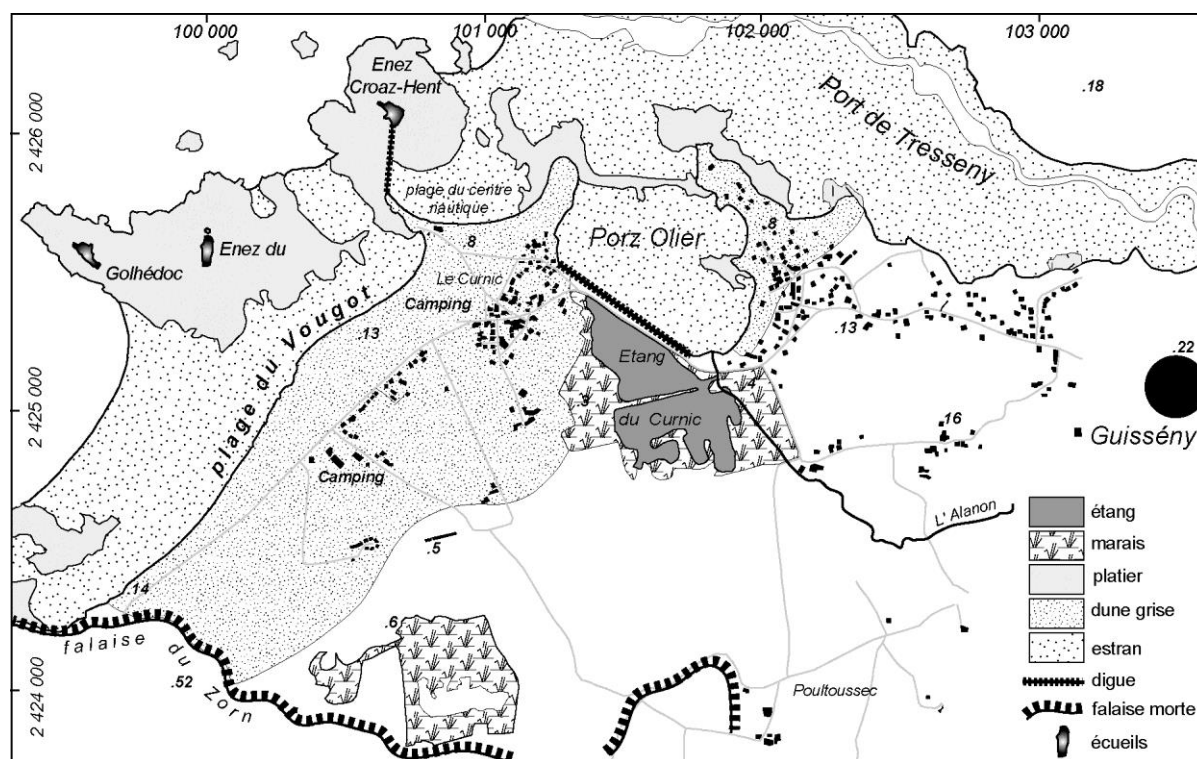 100 000
101 000
102 000
103 000
2 426 000
2 425 000
2 424 000
Enez
Croaz-Hent
.18
Port de Tresseny
plage du centre
nautique
8
8
Porz Olier
Enez du
Golhédoc
Le Curnic
Camping
.13
.13
plage du Vougot
Etang
du Curnic
3
4
.22
16
Guissény
Camping
L' Alanon
.5
.14
.6
falaise
du
Zorn
.52
Poultoussec
étang
marais
platier
dune grise
estran
digue
falaise morte
écueils